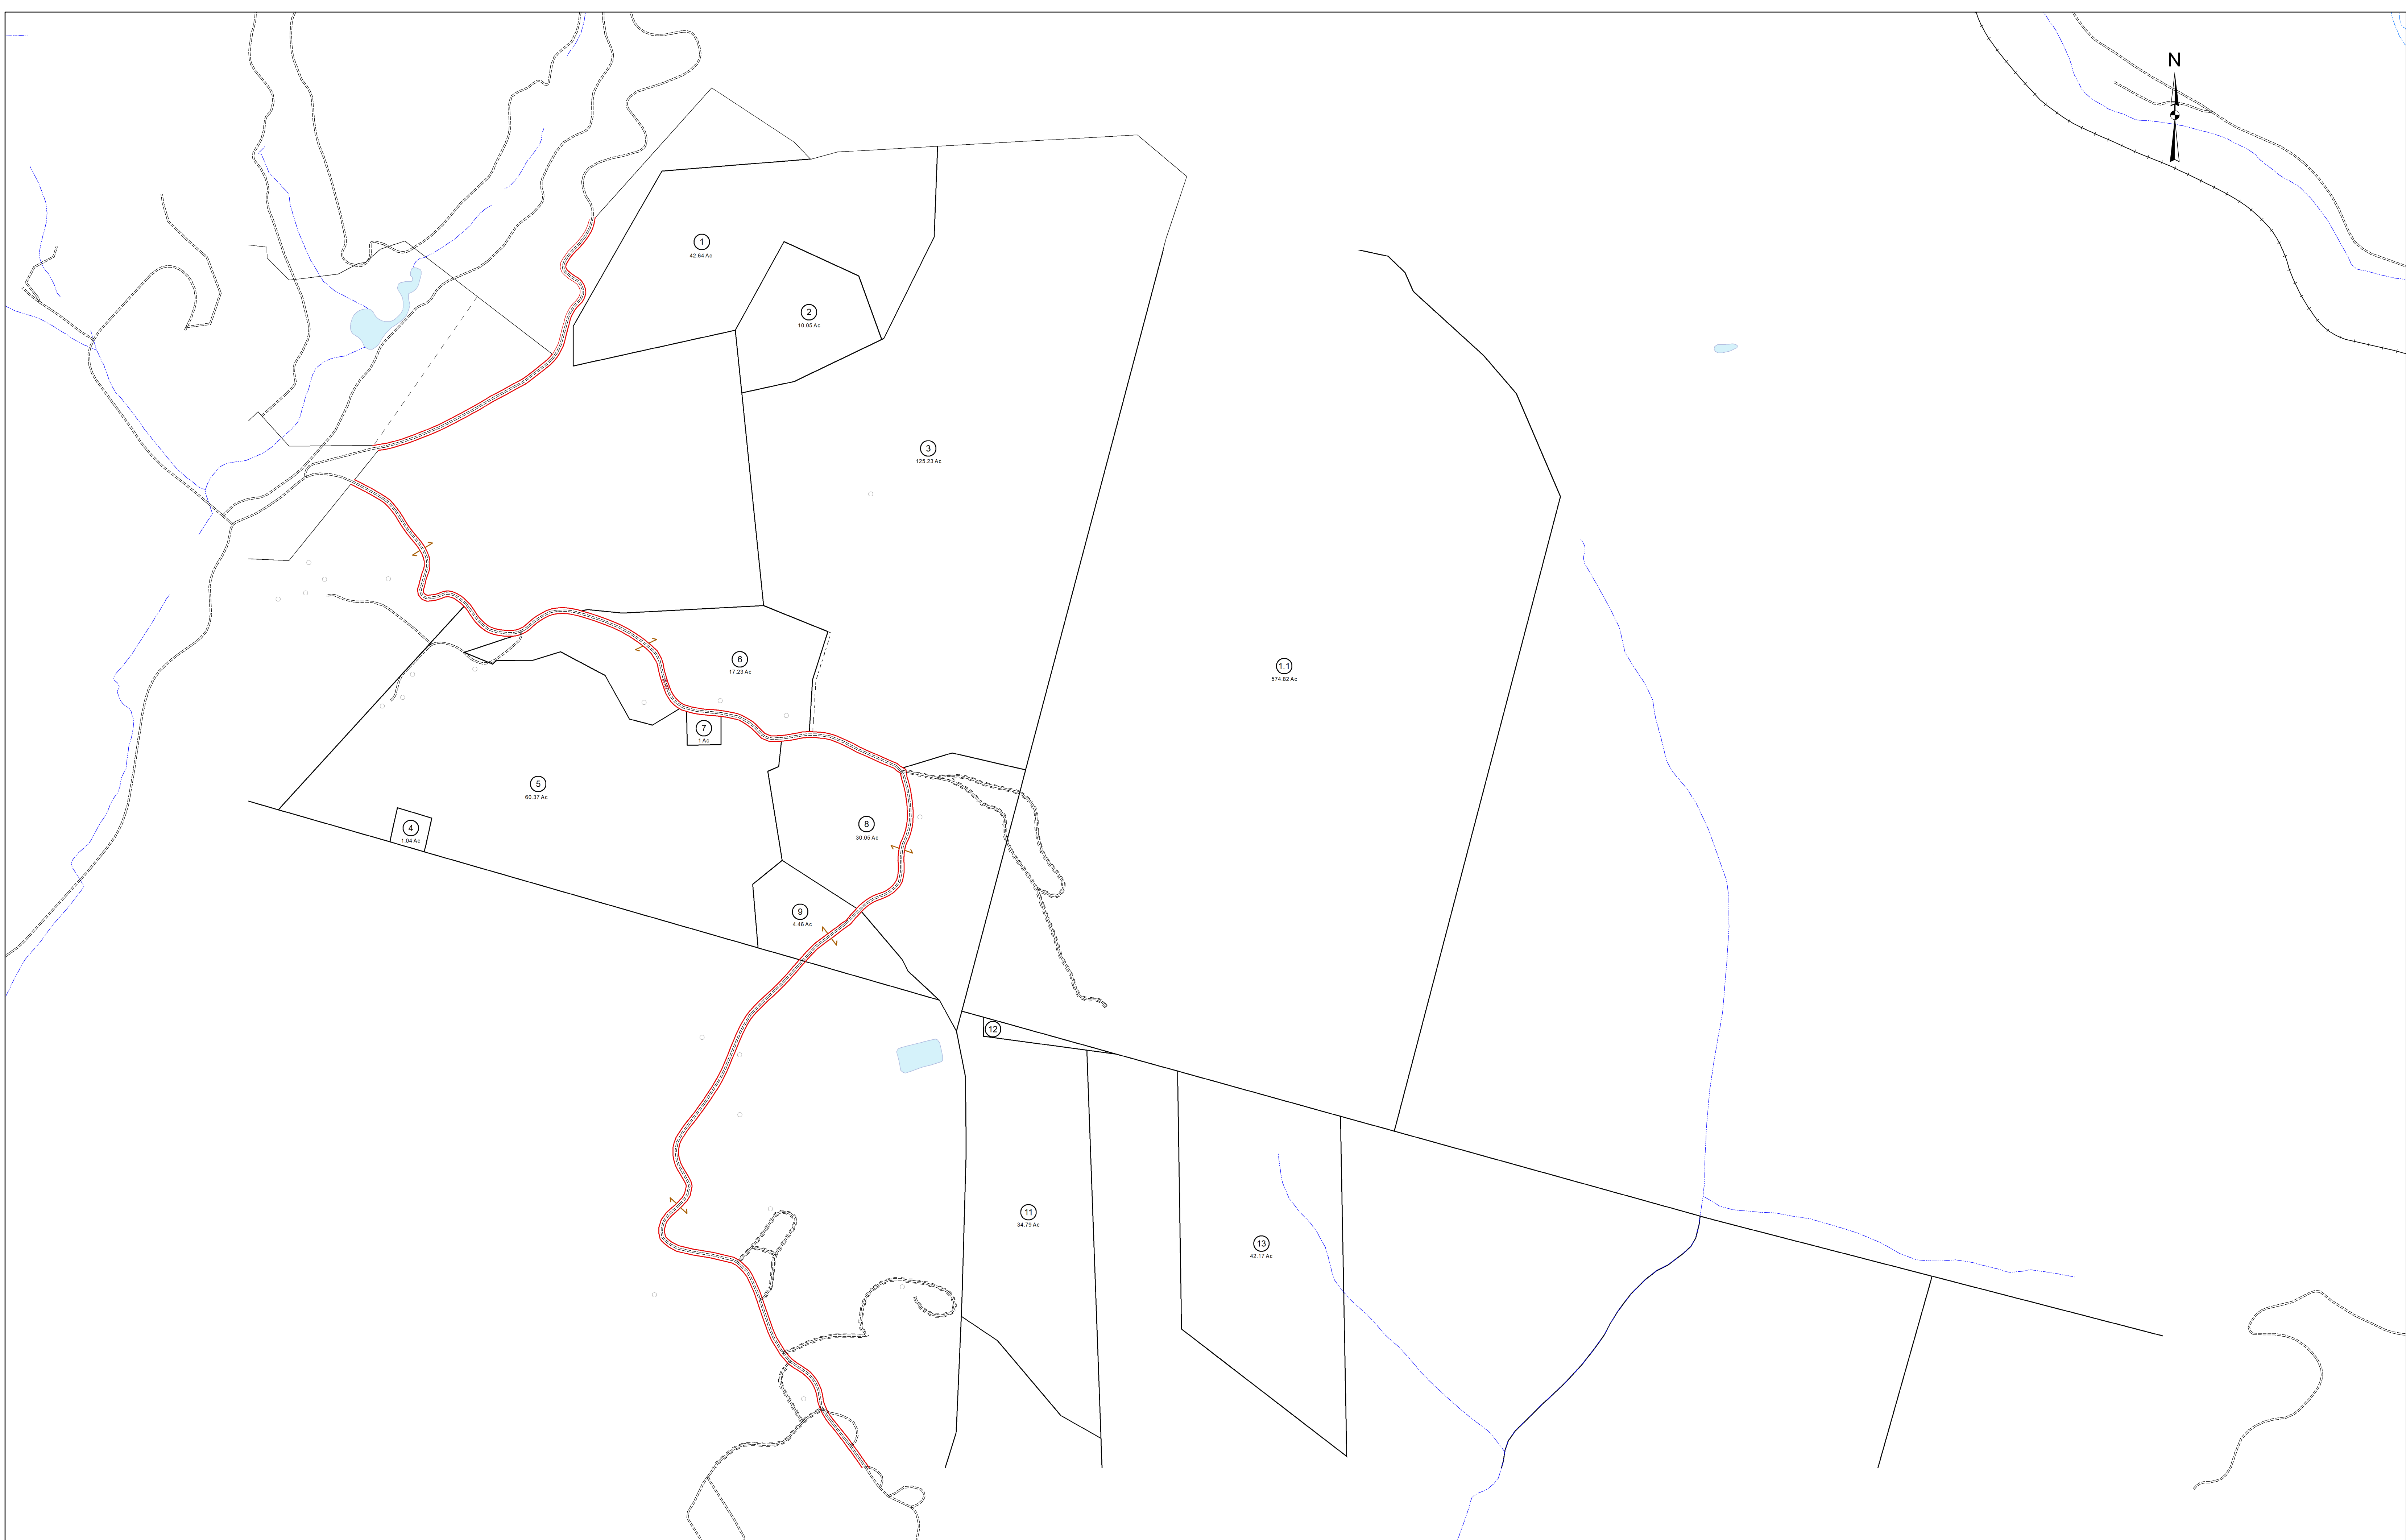 N
1
42.64 Ac
2
10.05 Ac
3
125.23 Ac
6
17.23 Ac
1.1
574.82 Ac
7
1 Ac
5
60.37 Ac
4
1.04 Ac
8
30.05 Ac
9
4.46 Ac
12
11
34.79 Ac
13
42.17 Ac